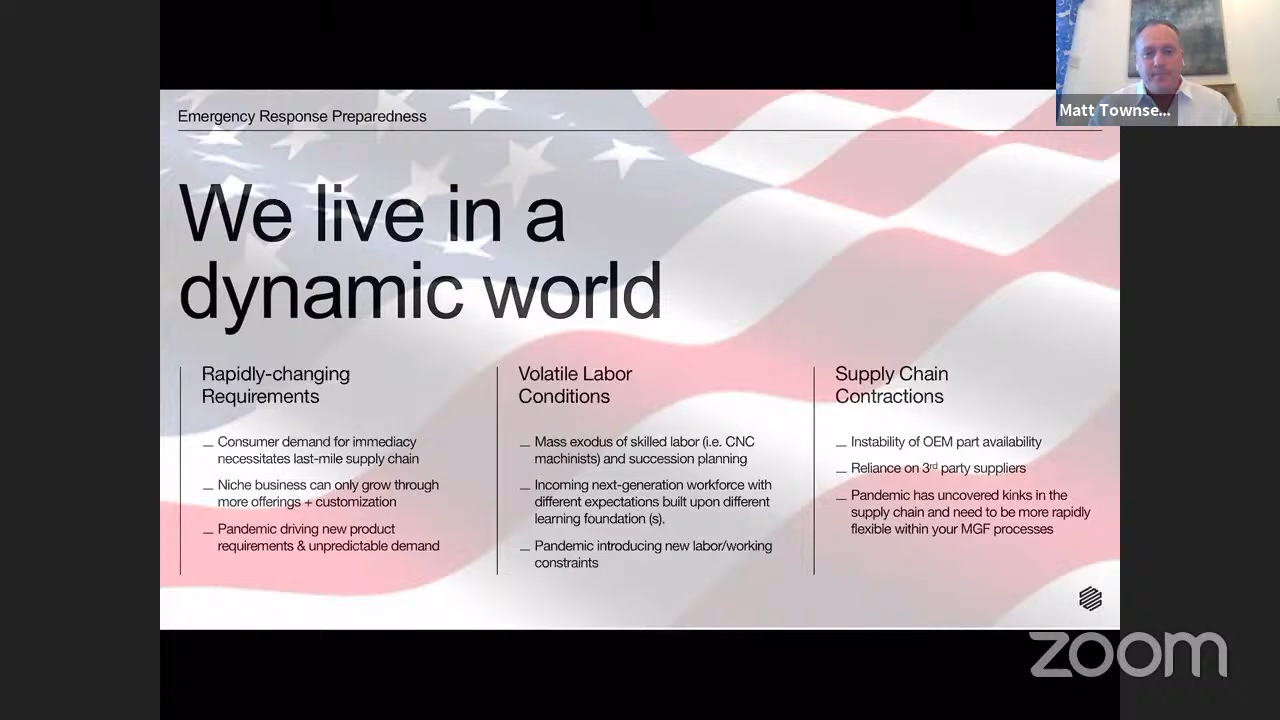 Emergency Response Preparedness
Matt Townse...
We live in a
dynamic world
Rapidly-changing
Requirements
— Consumer demand for immediacy
necessitates last-mile supply chain
— Niche business can only grow through
more offerings + customization
— Pandemic driving new product
requirements & unpredictable demand
Volatile Labor
Conditions
— Mass exodus of skilled labor (i.e. CNC
machinists) and succession planning
— Incoming next-generation workforce with
different expectations built upon different
learning foundation (s).
— Pandemic introducing new labor/working
constraints
Supply Chain
Contractions
— Instability of OEM part availability
— Reliance on 3rd party suppliers
— Pandemic has uncovered kinks in the
supply chain and need to be more rapidly
flexible within your MGF processes
zoom